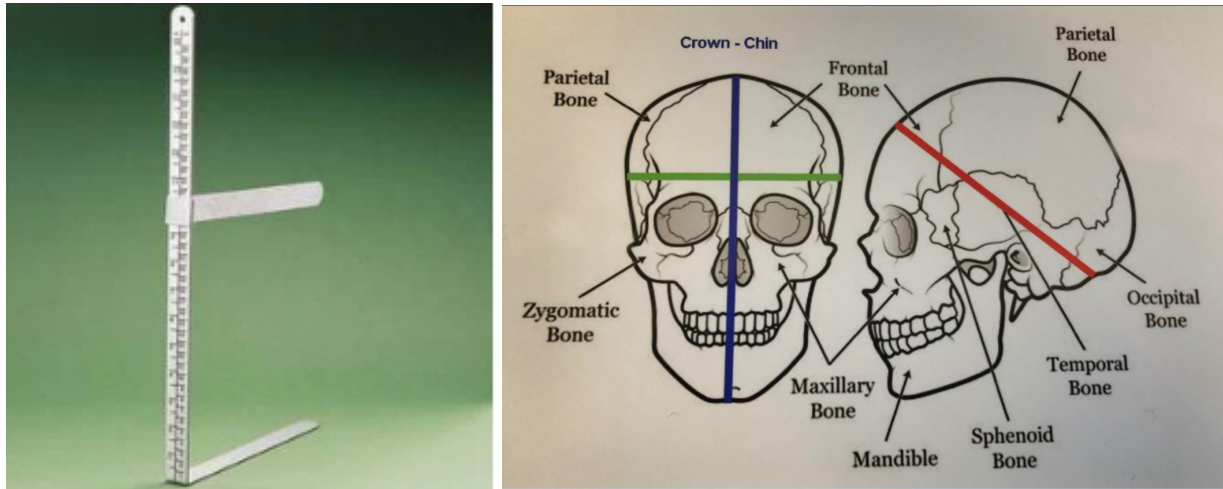 Crown - Chin
Parietal
Bone
Frontal
Bone
Parietal
Bone
Zygomatic
Bone
Maxillary
Bone
Occipital
Bone
Temporal
Bone
Sphenoid
Bone
Mandible